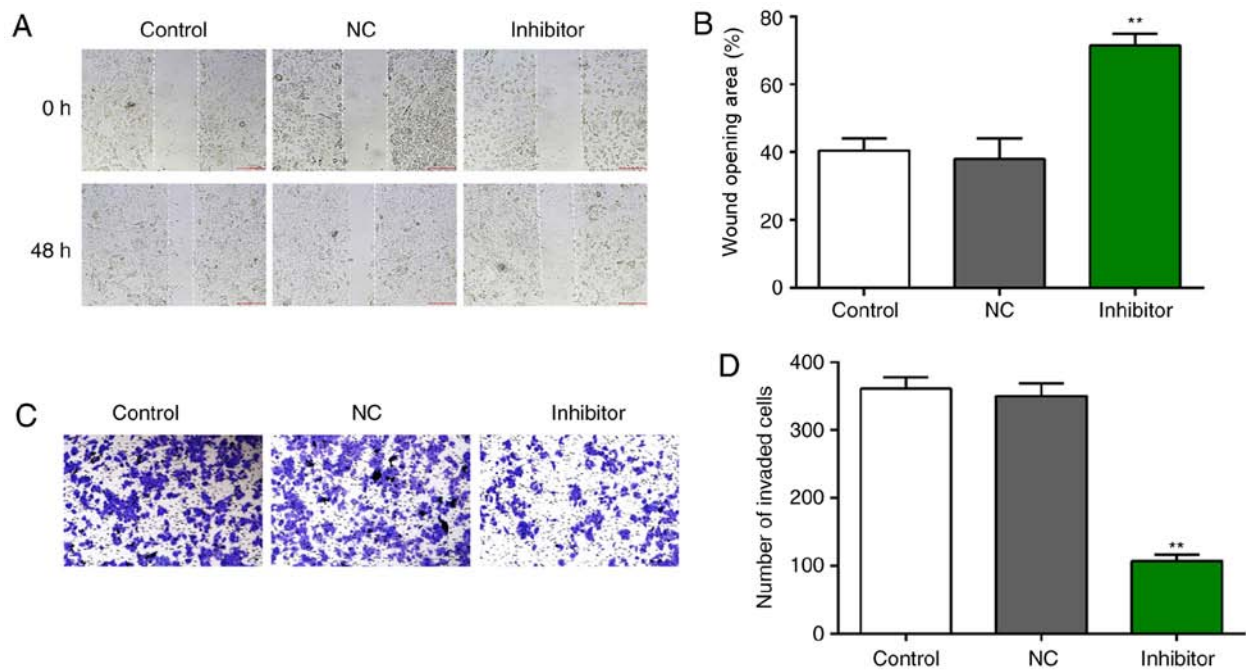 A
Control NC Inhibitor
0 h
48 h
B
Wound opening area (%)
80
60
40
20
0
**
Control NC Inhibitor
C
Control NC Inhibitor
D
Number of invaded cells
400
300
200
100
0
**
Control NC Inhibitor